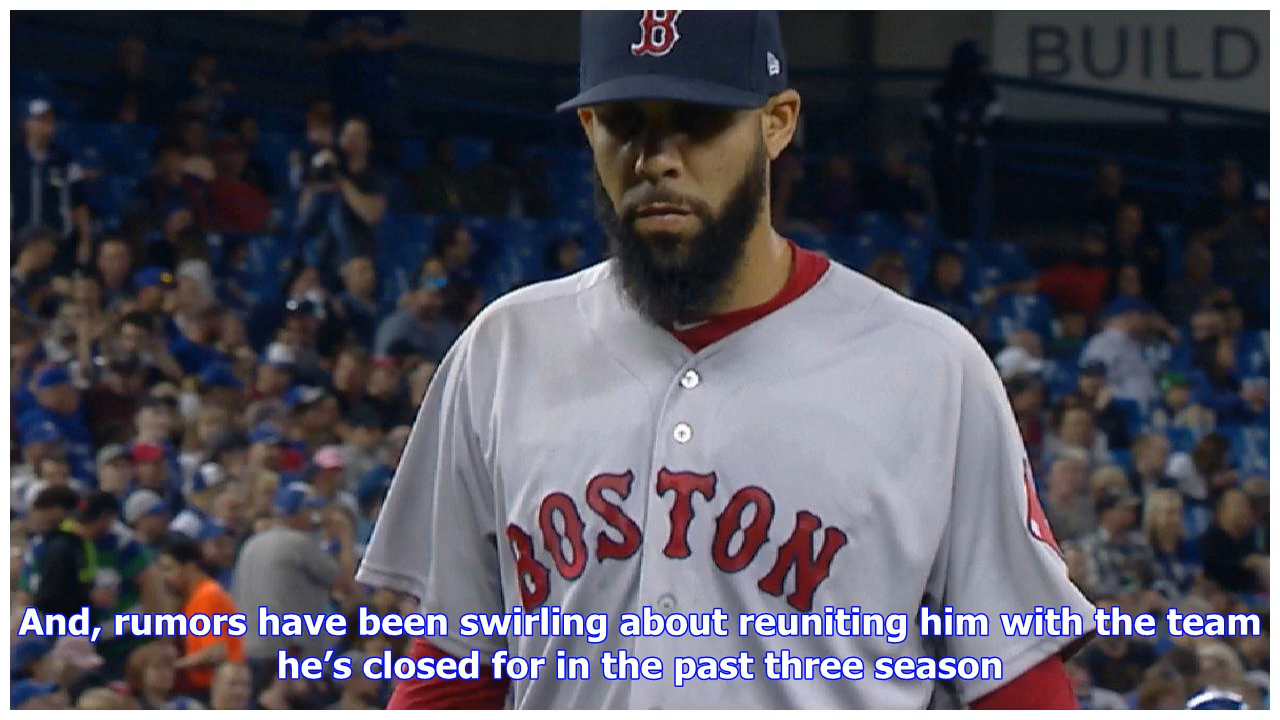 B
BUILD
BOSTON
And, rumors have been swirling about reuniting him with the team
he’s closed for in the past three season